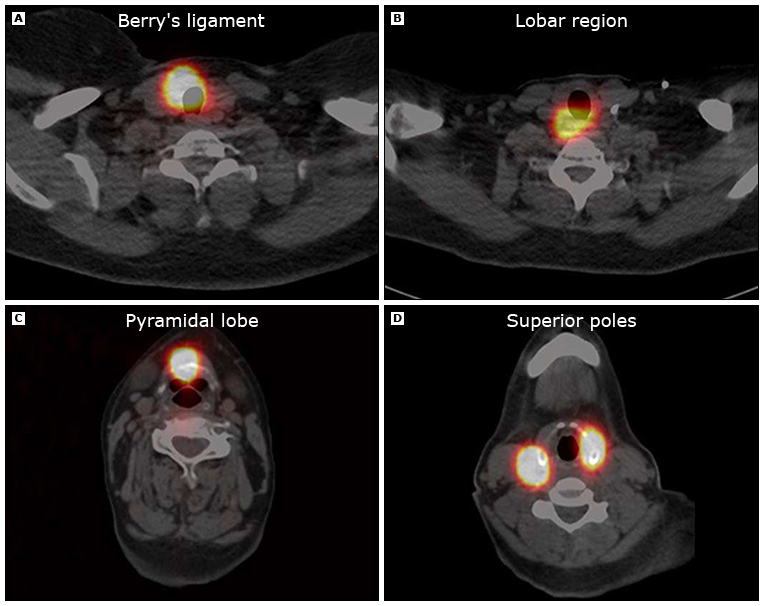 A
Berry's ligament
B
Lobar region
C
Pyramidal lobe
D
Superior poles